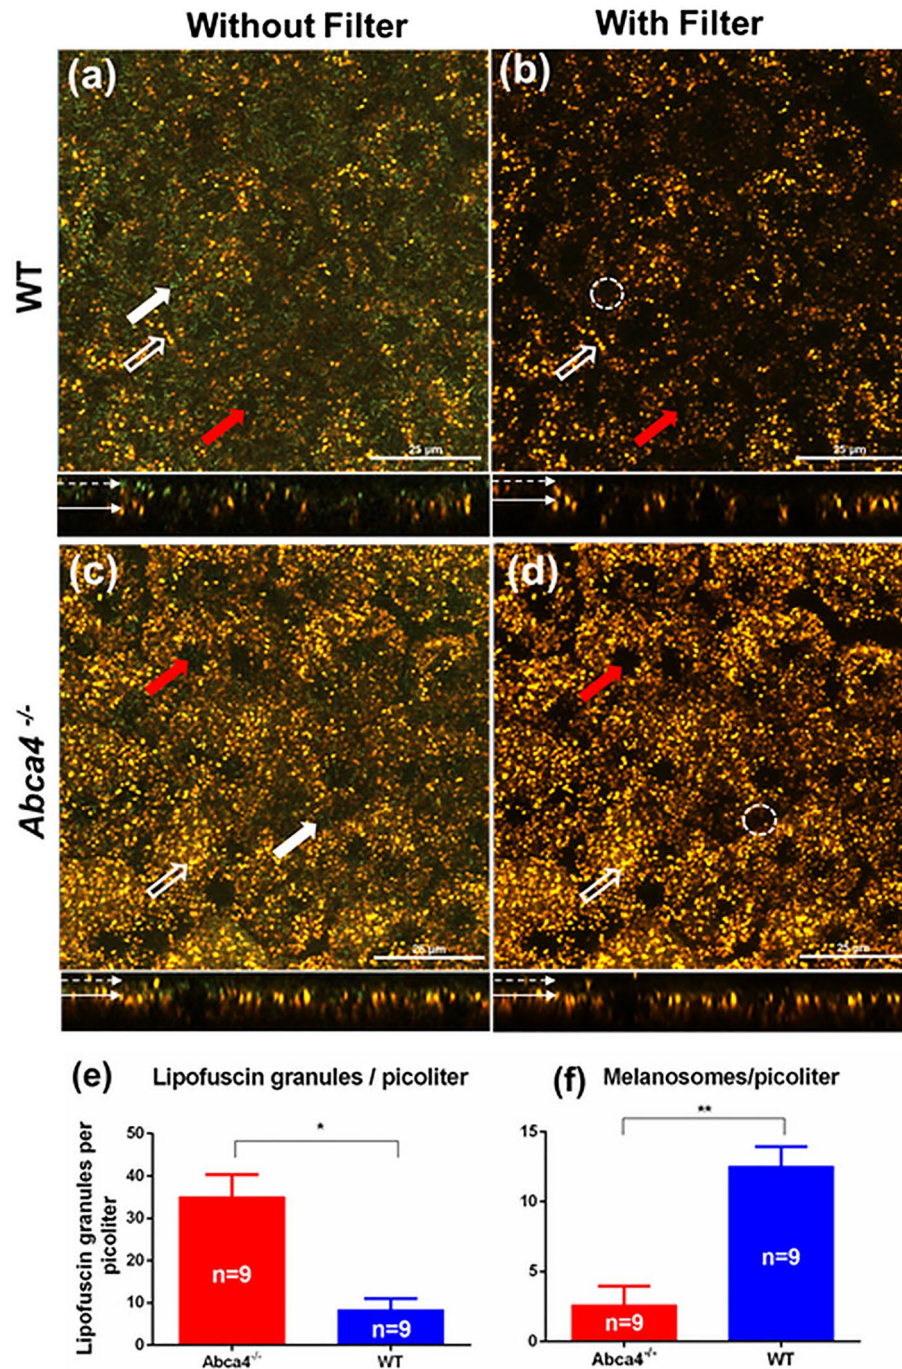 Without Filter
With Filter
WT
(a)
(b)
25 µm
25 µm
Abca4 -/-
(c)
(d)
25 µm
25 µm
(e) Lipofuscin granules / picoliter
Lipofuscin granules per
picoliter
50
40
30
20
10
0
*
n=9
n=9
Abca4-/-
WT
(f) Melanosomes/picoliter
15
10
5
0
**
n=9
n=9
Abca4-/-
WT